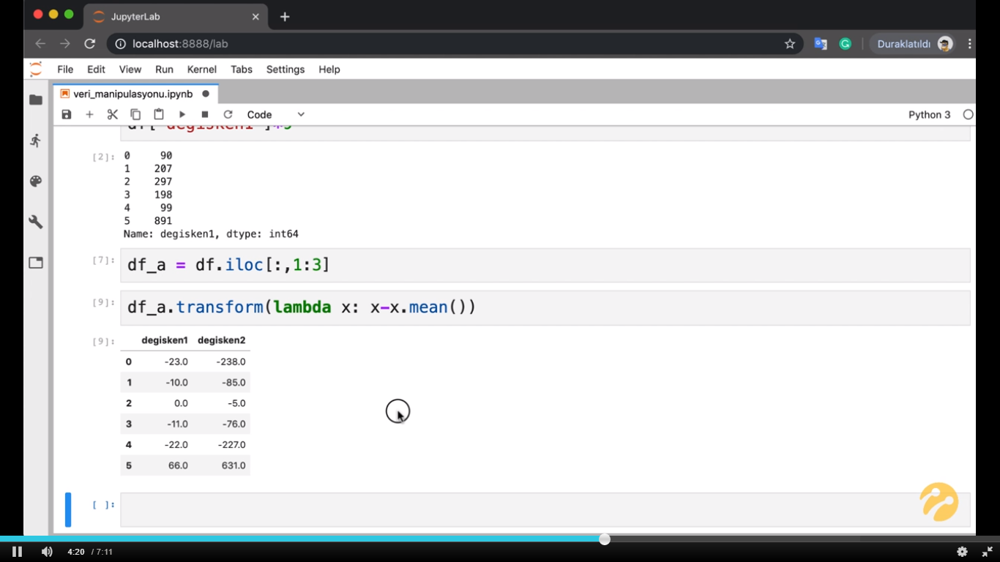 JupyterLab
localhost:8888/lab
Duraklatıldı
File Edit View Run Kernel Tabs Settings Help
veri_manipulasyonu.ipynb
Code
Python 3
df["degisken1"]*9
[2]:
0 90
1 207
2 297
3 198
4 99
5 891
Name: degisken1, dtype: int64
[7]: df_a = df.iloc[:,1:3]
[9]: df_a.transform(lambda x: x-x.mean())
[9]: degisken1 degisken2
0 -23.0 -238.0
1 -10.0 -85.0
2 0.0 -5.0
3 -11.0 -76.0
4 -22.0 -227.0
5 66.0 631.0
[ ]:
4:20 / 7:11